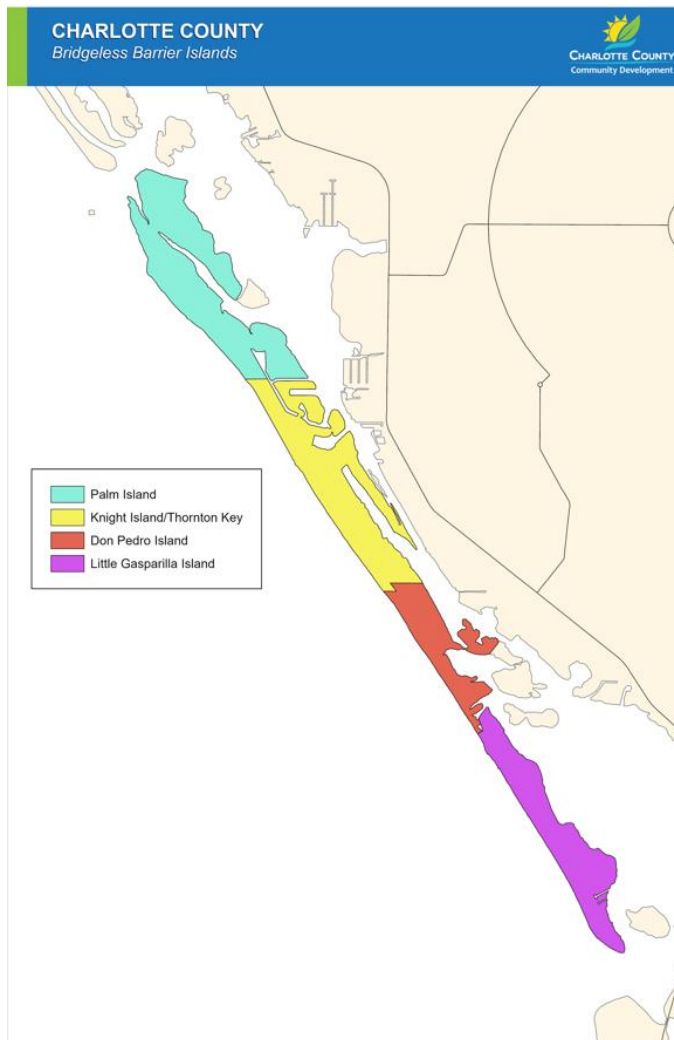 CHARLOTTE COUNTY
Bridgeless Barrier Islands
CHARLOTTE COUNTY
Community Development
Palm Island
Knight Island/Thornton Key
Don Pedro Island
Little Gasparilla Island